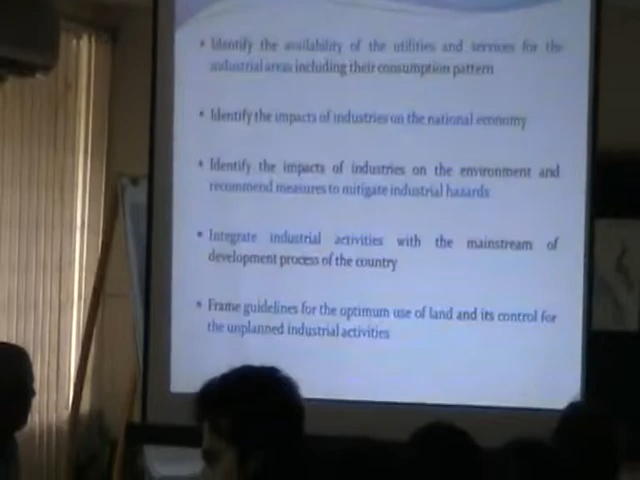 • Identify the availability of the utilities and services for the
industrial areas including their consumption pattern
• Identify the impacts of industries on the national economy
• Identify the impacts of industries on the environment and
recommend measures to mitigate industrial hazards
• Integrate industrial activities with the mainstream of
development process of the country
• Frame guidelines for the optimum use of land and its control for
the unplanned industrial activities